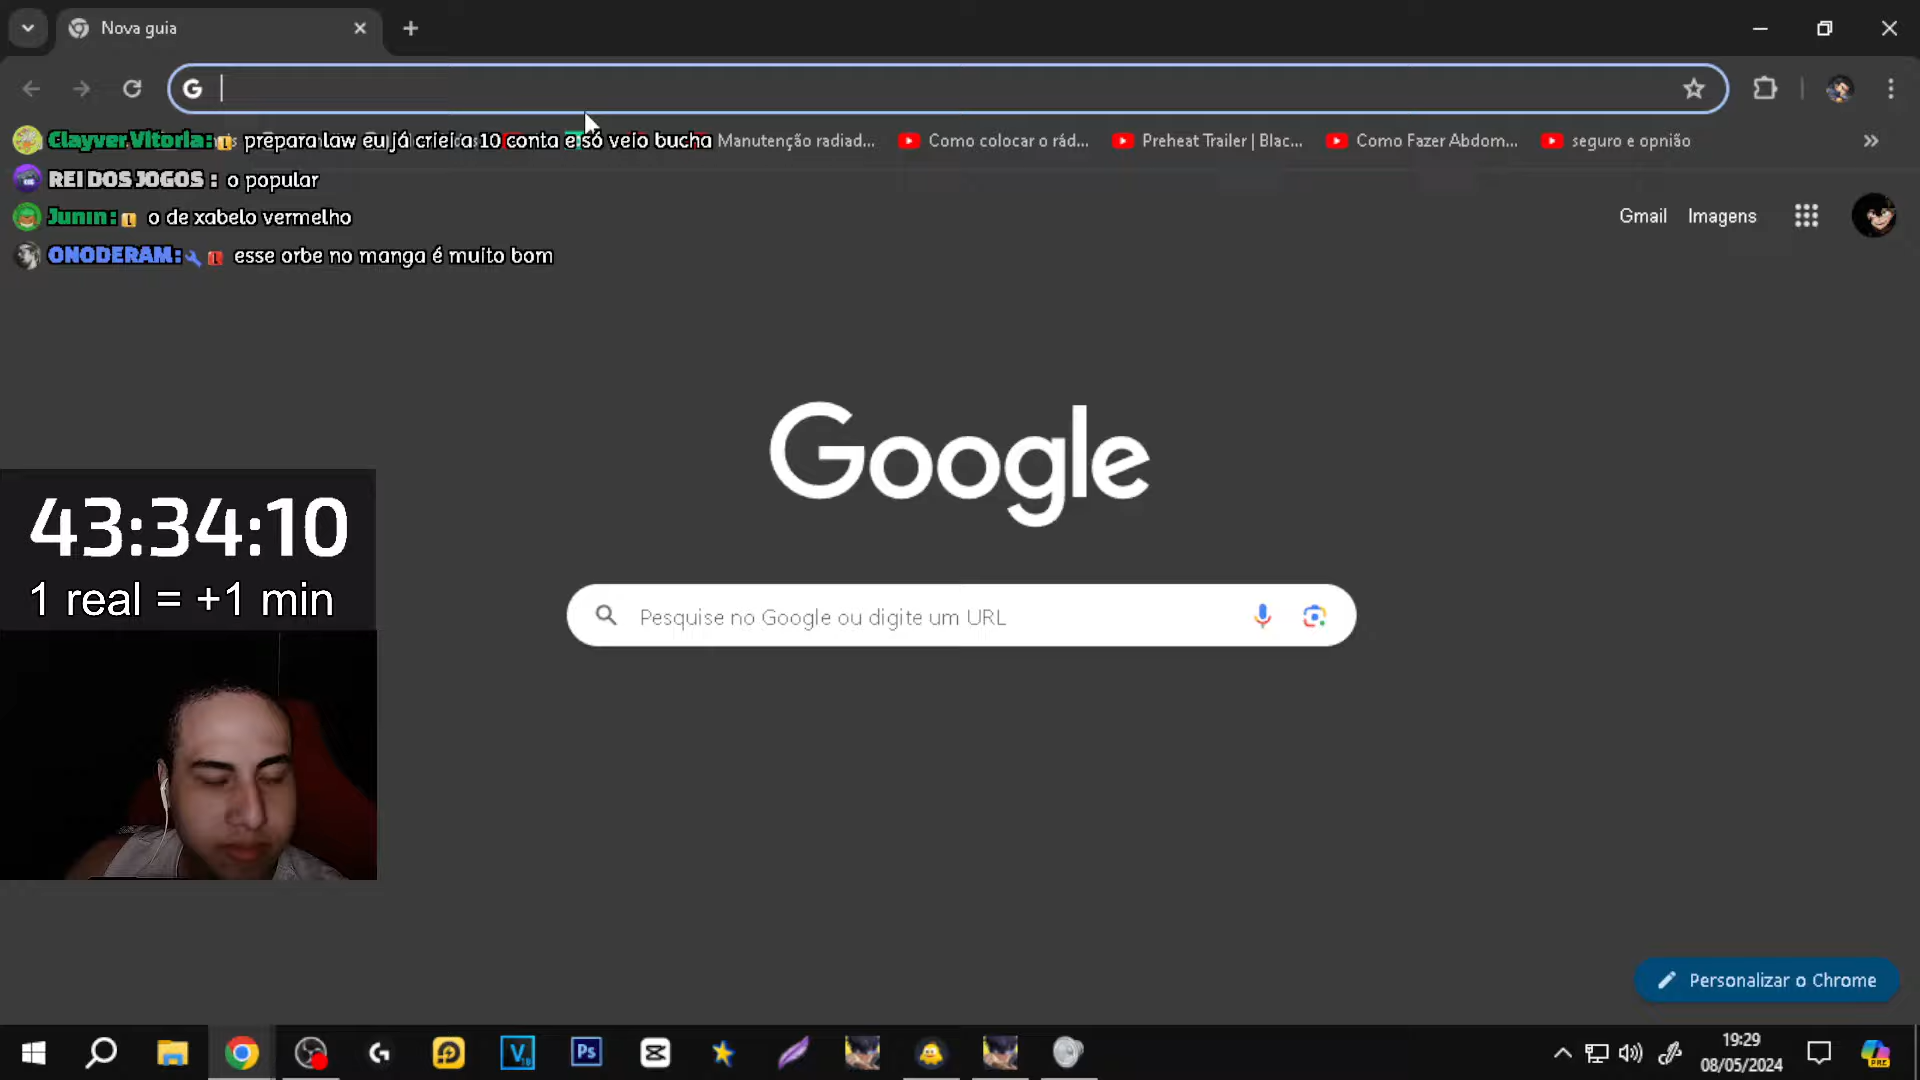 Nova guia
Clayver Vitoria: prepara law eu já criei a 10 conta e só veio bucha
Manutenção radiad...
Como colocar o rád...
Preheat Trailer | Blac...
Como Fazer Abdom...
seguro e opnião
REI DOS JOGOS : o popular
Junin: o de xabelo vermelho
ONODERAM: esse orbe no manga é muito bom
Gmail
Imagens
Google
43:34:10
1 real = +1 min
Pesquise no Google ou digite um URL
Personalizar o Chrome
19:29
08/05/2024